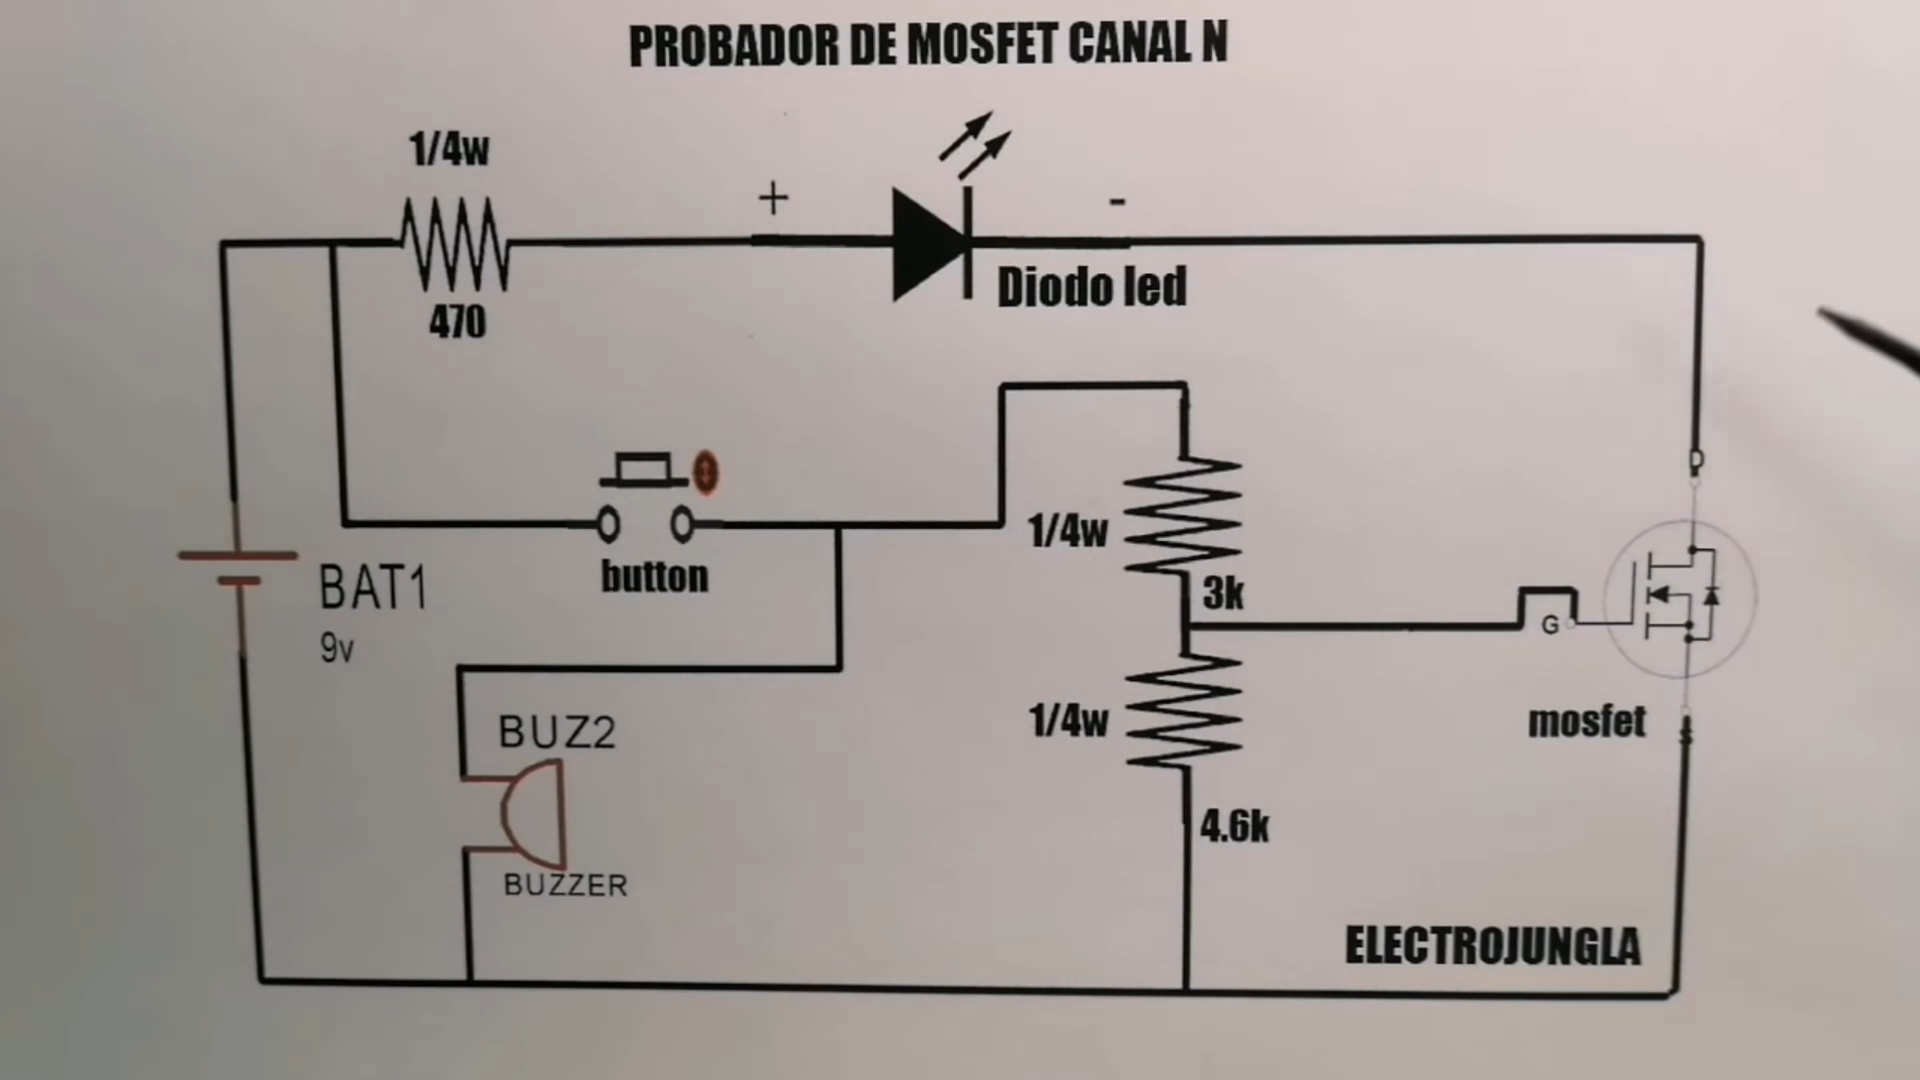 PROBADOR DE MOSFET CANAL N
1/4w
+
-
470
Diodo led
D
1/4w
button
BAT1
3k
G
9v
BUZ2
1/4w
mosfet
S
4.6k
BUZZER
ELECTROJUNGLA